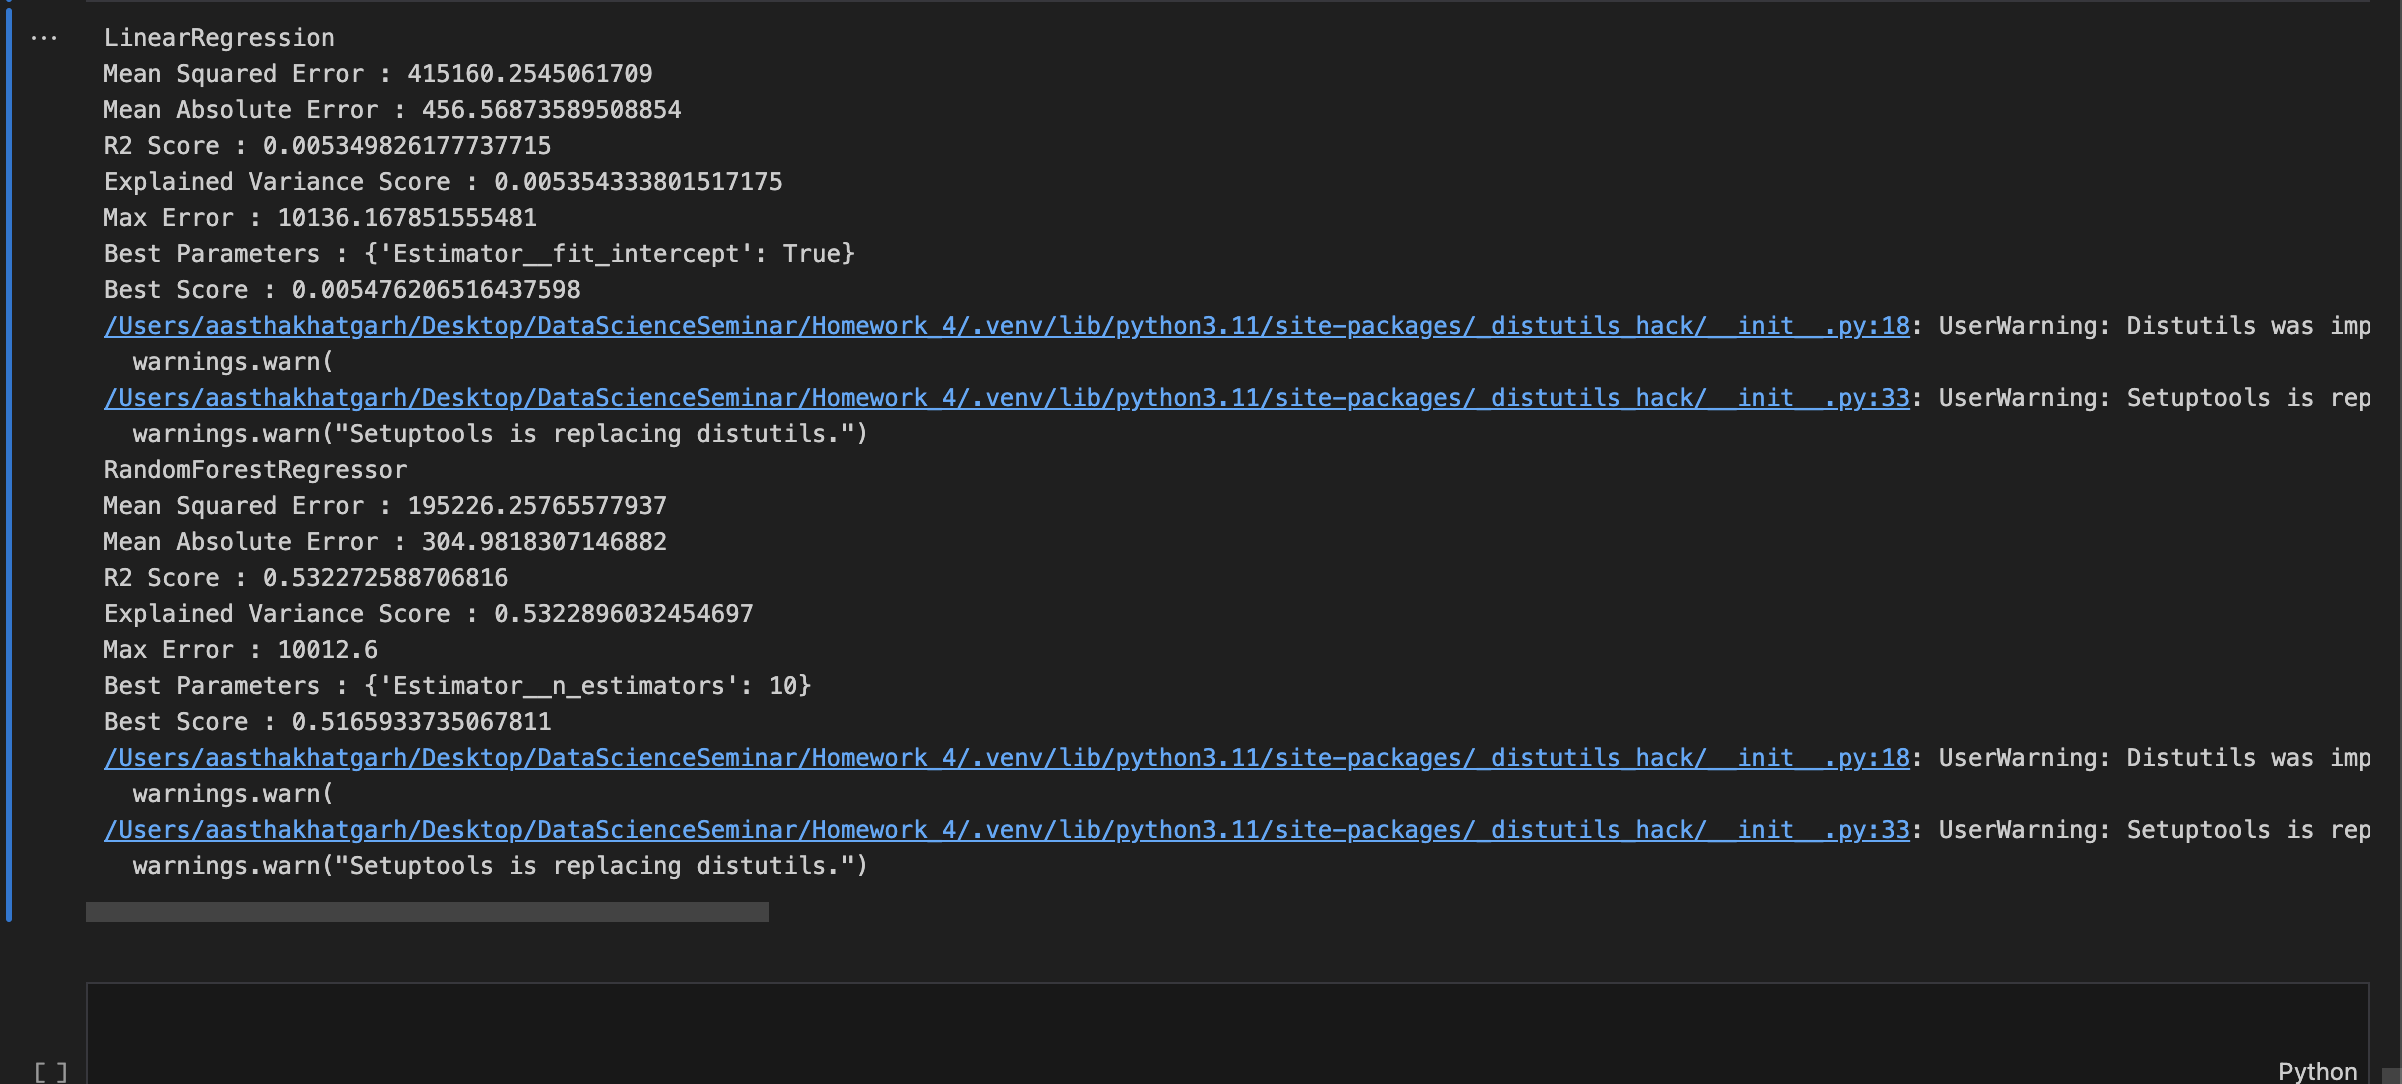 LinearRegression
Mean Squared Error : 415160.2545061709
Mean Absolute Error : 456.56873589508854
R2 Score : 0.005349826177737715
Explained Variance Score : 0.005354333801517175
Max Error : 10136.167851555481
Best Parameters : {'Estimator__fit_intercept': True}
Best Score : 0.005476206516437598
/Users/aasthakhatgarh/Desktop/DataScienceSeminar/Homework_4/.venv/lib/python3.11/site-packages/_distutils_hack/__init__.py:18: UserWarning: Distutils was imp
warnings.warn(
/Users/aasthakhatgarh/Desktop/DataScienceSeminar/Homework_4/.venv/lib/python3.11/site-packages/_distutils_hack/__init__.py:33: UserWarning: Setuptools is rep
warnings.warn("Setuptools is replacing distutils.")
RandomForestRegressor
Mean Squared Error : 195226.25765577937
Mean Absolute Error : 304.9818307146882
R2 Score : 0.532272588706816
Explained Variance Score : 0.5322896032454697
Max Error : 10012.6
Best Parameters : {'Estimator__n_estimators': 10}
Best Score : 0.5165933735067811
/Users/aasthakhatgarh/Desktop/DataScienceSeminar/Homework_4/.venv/lib/python3.11/site-packages/_distutils_hack/__init__.py:18: UserWarning: Distutils was imp
warnings.warn(
/Users/aasthakhatgarh/Desktop/DataScienceSeminar/Homework_4/.venv/lib/python3.11/site-packages/_distutils_hack/__init__.py:33: UserWarning: Setuptools is rep
warnings.warn("Setuptools is replacing distutils.")
[ ]
Python